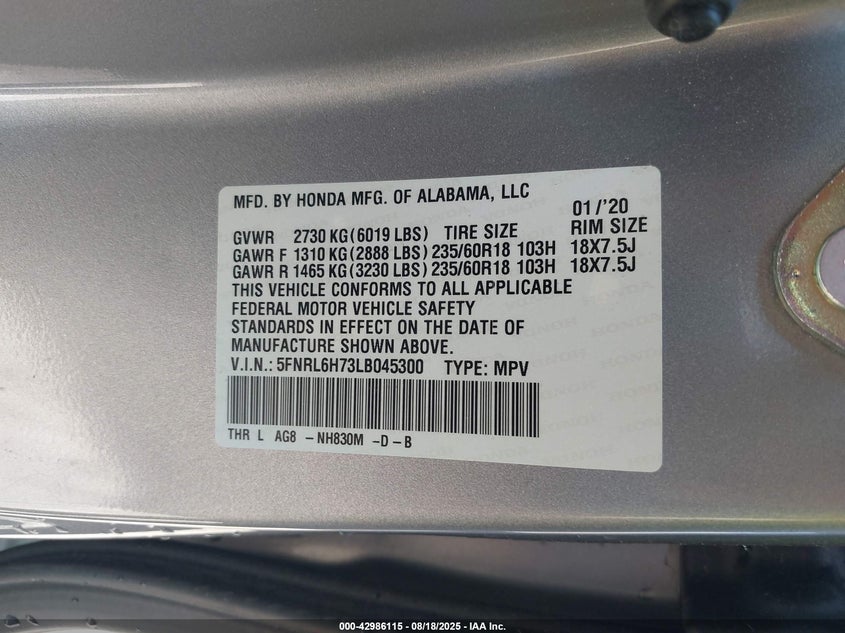 MFD. BY HONDA MFG. OF ALABAMA, LLC
01/'20
GVWR 2730 KG(6019 LBS) TIRE SIZE RIM SIZE
GAWR F 1310 KG(2888 LBS) 235/60R18 103H 18X7.5J
GAWR R 1465 KG(3230 LBS) 235/60R18 103H 18X7.5J
THIS VEHICLE CONFORMS TO ALL APPLICABLE
FEDERAL MOTOR VEHICLE SAFETY
STANDARDS IN EFFECT ON THE DATE OF
MANUFACTURE SHOWN ABOVE.
V.I.N.: 5FNRL6H73LB045300 TYPE: MPV
THR L AG8 – NH830M –D – B
000-42986115 - 08/18/2025 - IAA Inc.